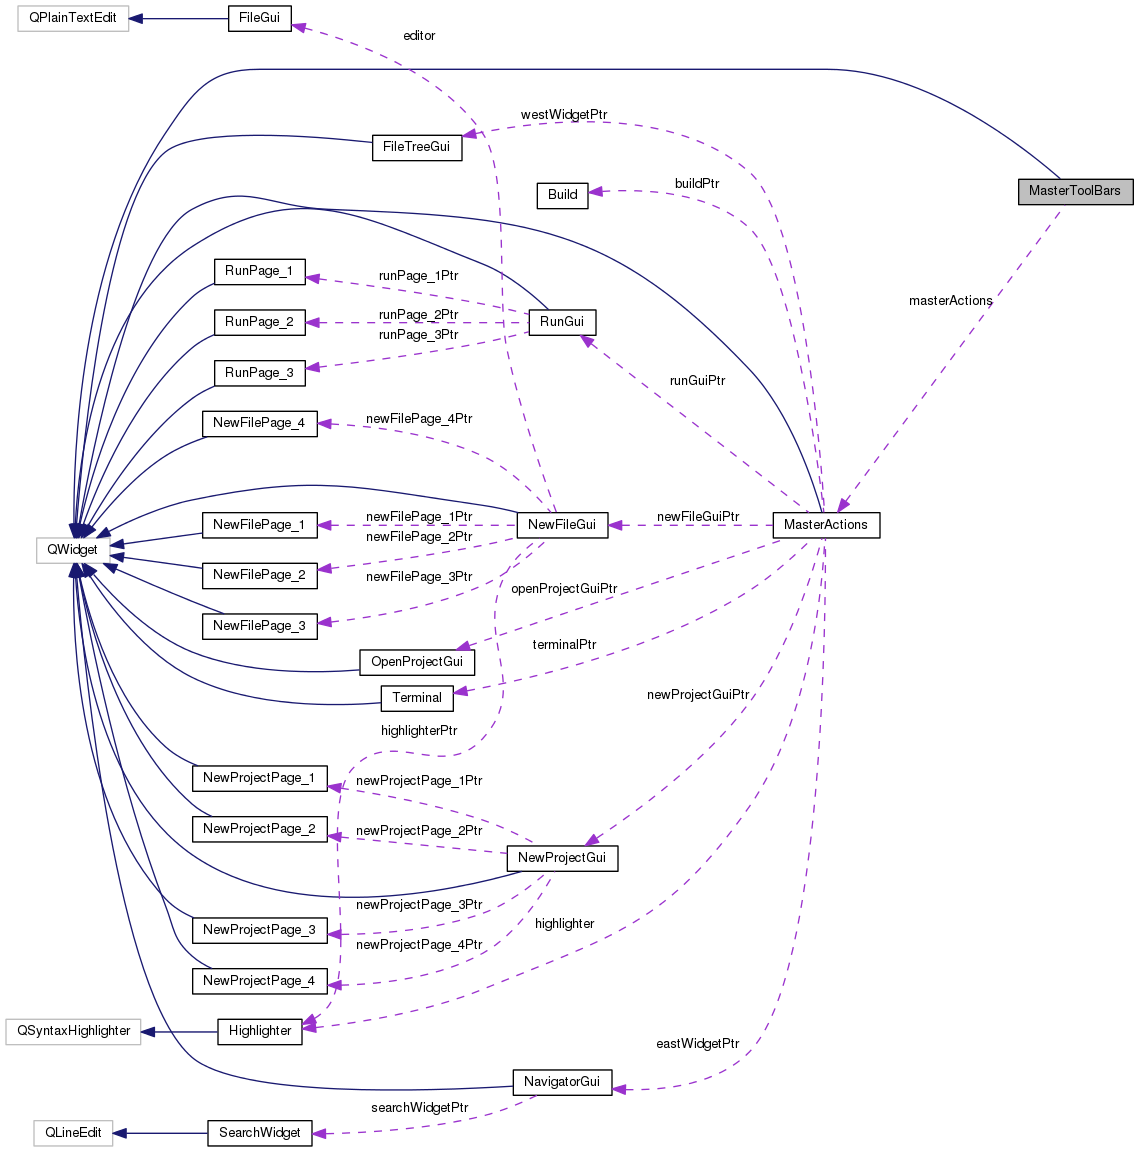 QPlainTextEdit
FileGui
editor
westWidgetPtr
FileTreeGui
buildPtr
Build
MasterToolBars
RunPage_1
runPage_1Ptr
masterActions
RunPage_2
runPage_2Ptr
RunGui
runPage_3Ptr
RunPage_3
runGuiPtr
NewFilePage_4
newFilePage_4Ptr
NewFilePage_1
newFilePage_1Ptr
NewFileGui
newFileGuiPtr
MasterActions
newFilePage_2Ptr
QWidget
NewFilePage_2
newFilePage_3Ptr
openProjectGuiPtr
NewFilePage_3
terminalPtr
OpenProjectGui
Terminal
newProjectGuiPtr
highlighterPtr
NewProjectPage_1
newProjectPage_1Ptr
NewProjectPage_2
newProjectPage_2Ptr
NewProjectGui
newProjectPage_3Ptr
NewProjectPage_3
highlighter
newProjectPage_4Ptr
NewProjectPage_4
QSyntaxHighlighter
Highlighter
eastWidgetPtr
NavigatorGui
searchWidgetPtr
QLineEdit
SearchWidget